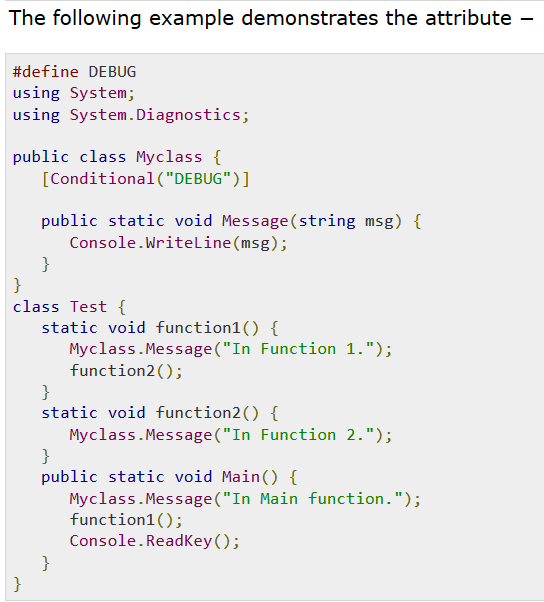 The following example demonstrates the attribute −
#define DEBUG
using System;
using System.Diagnostics;
public class Myclass {
   [Conditional("DEBUG")]
   public static void Message(string msg) {
      Console.WriteLine(msg);
   }
}
class Test {
   static void function1() {
      Myclass.Message("In Function 1.");
      function2();
   }
   static void function2() {
      Myclass.Message("In Function 2.");
   }
   public static void Main() {
      Myclass.Message("In Main function.");
      function1();
      Console.ReadKey();
   }
}